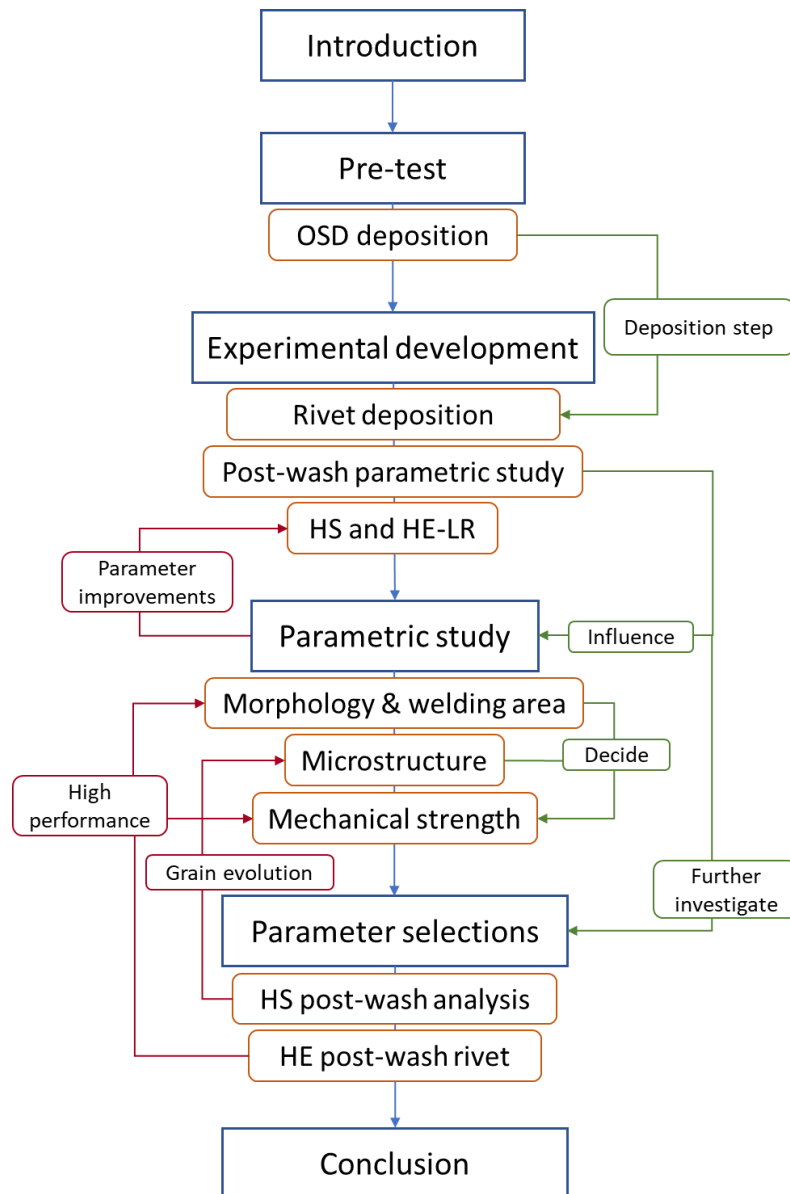 Introduction
Pre-test
OSD deposition
Deposition step
Experimental development
Rivet deposition
Post-wash parametric study
HS and HE-LR
Parameter
improvements
Parametric study
Influence
Morphology & welding area
Decide
Microstructure
High
performance
Mechanical strength
Grain evolution
Further
investigate
Parameter selections
HS post-wash analysis
HE post-wash rivet
Conclusion